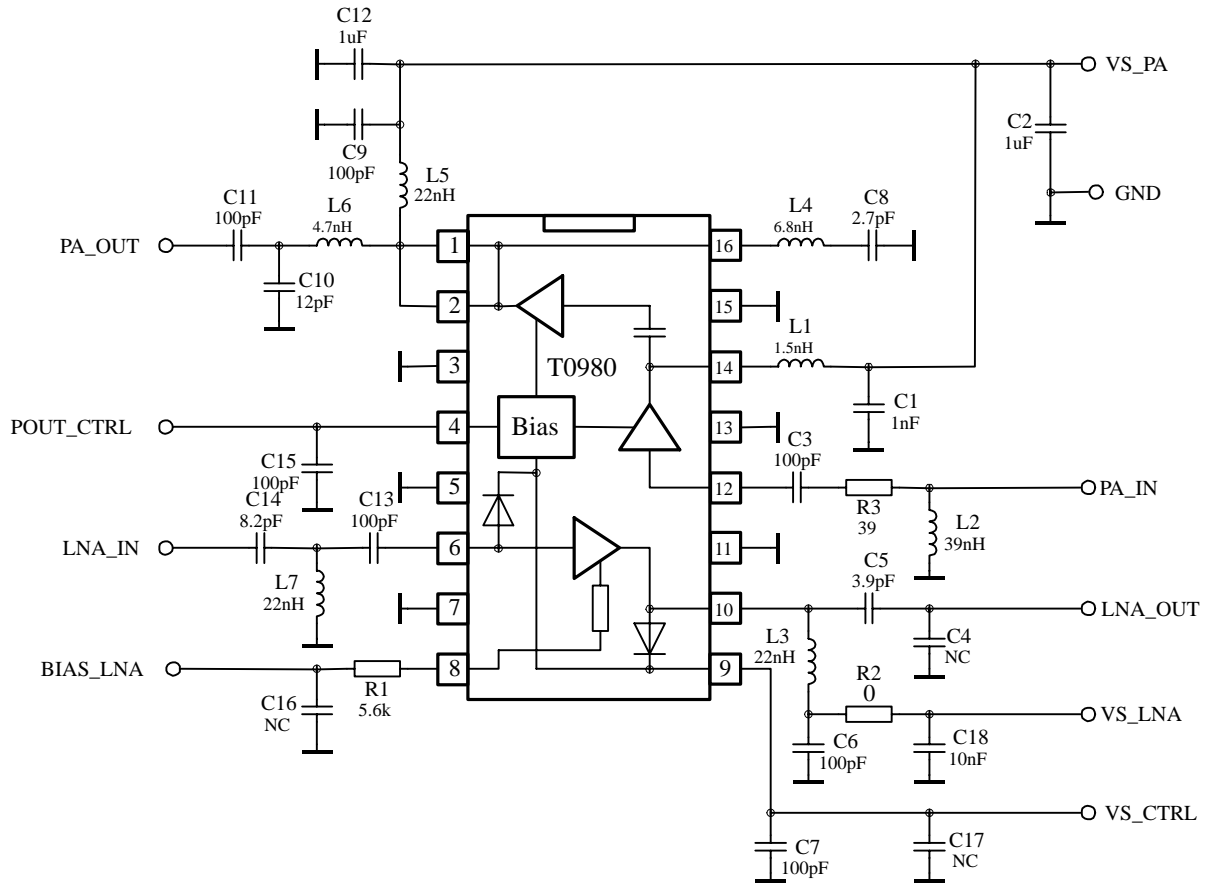 C12
1uF
VS_PA
C9
100pF
C2
1uF
L5
22nH
GND
C11
100pF
L6
4.7nH
L4
6.8nH
C8
2.7pF
PA_OUT
1
16
C10
12pF
2
15
L1
1.5nH
3
T0980
14
C1
1nF
POUT_CTRL
4
Bias
13
C3
100pF
C15
100pF
5
12
PA_IN
R3
39
L2
39nH
C14
8.2pF
C13
100pF
LNA_IN
6
11
C5
3.9pF
L7
22nH
7
10
LNA_OUT
L3
22nH
C4
NC
BIAS_LNA
8
9
R1
5.6k
R2
0
C16
NC
VS_LNA
C6
100pF
C18
10nF
VS_CTRL
C7
100pF
C17
NC